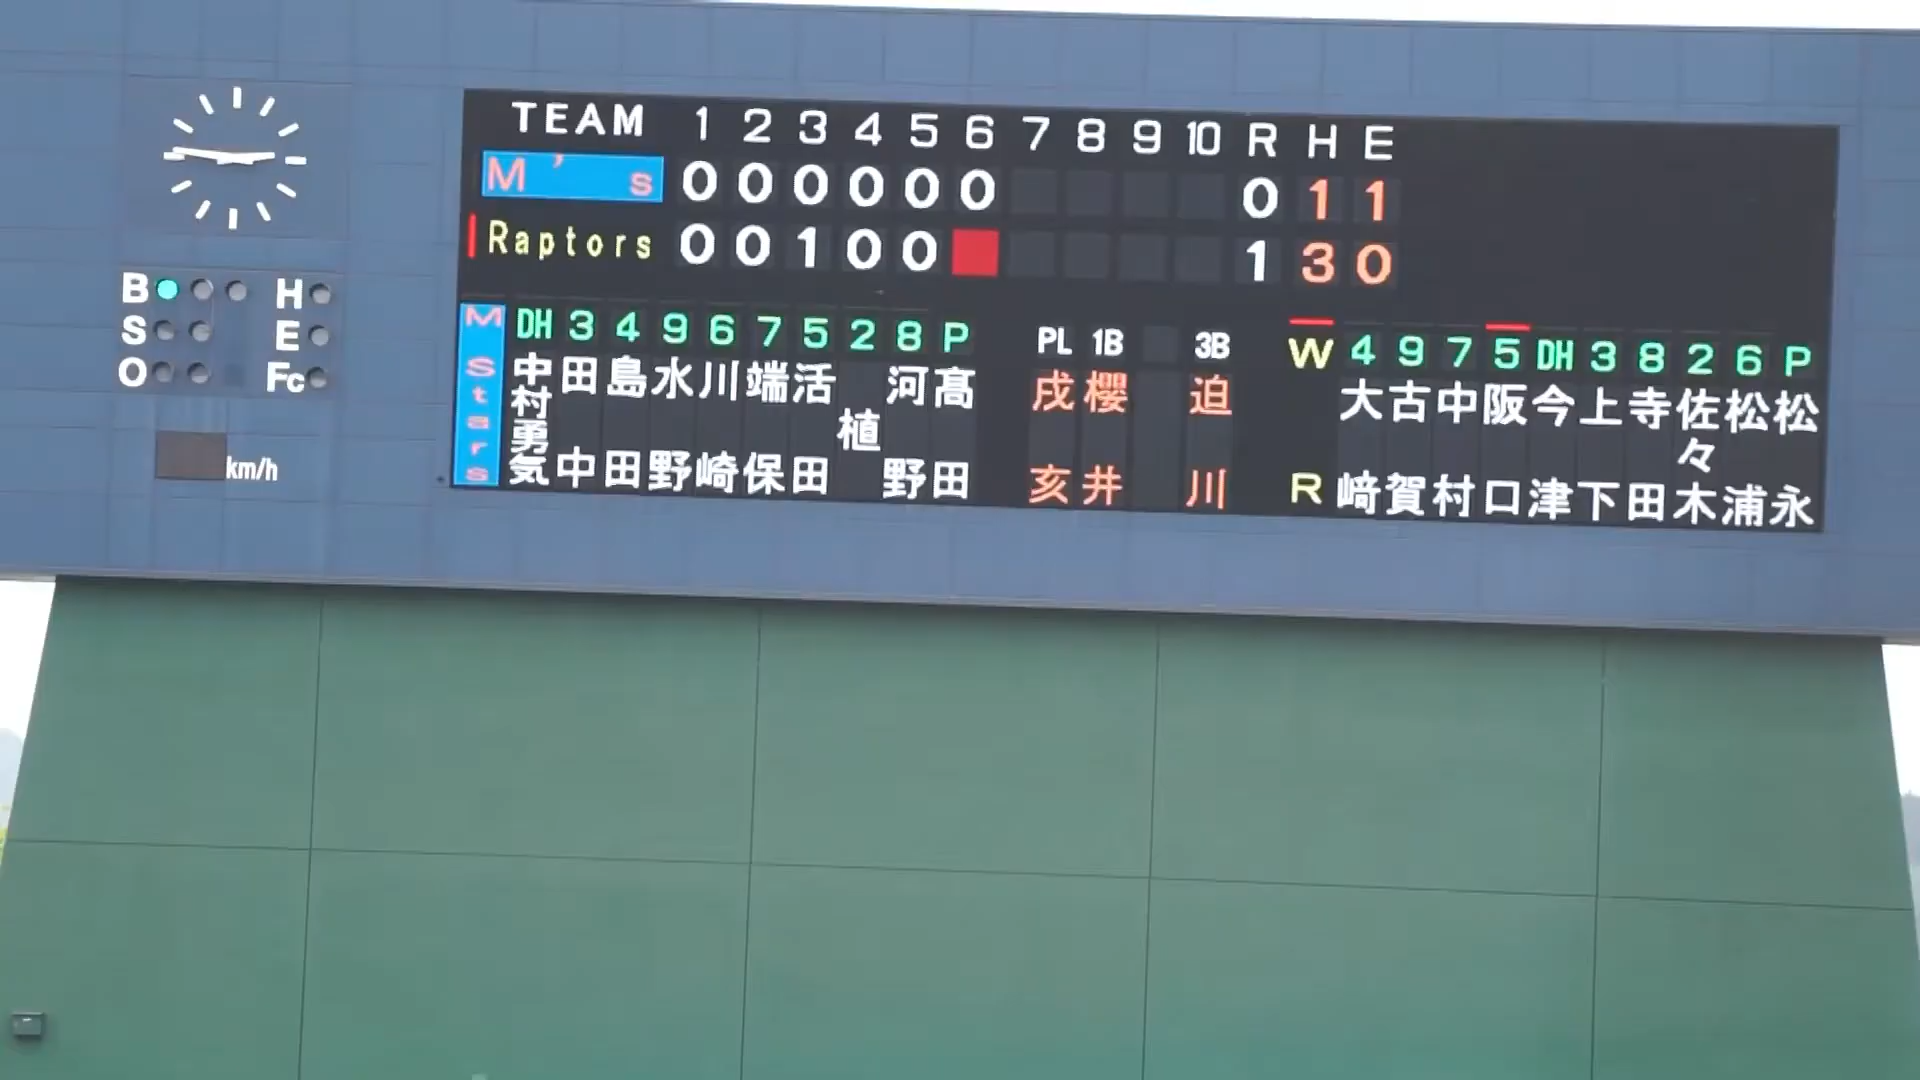 TEAM 1 2 3 4 5 6 7 8 9 10 R H E
M's 0 0 0 0 0 0 0 1 1
Raptors 0 0 1 0 0 1 3 0
B H
S E
O Fc
km/h
M Stars
DH 3 4 9 6 7 5 2 8 P
中村勇気
田中
島田
水野
川崎
端保
活田
植
河野
髙田
PL 1B 3B
戌亥
櫻井
迫川
WR
4 9 7 5 DH 3 8 2 6 P
大﨑
古賀
中村
阪口
今津
上下
寺田
佐々木
松浦
松永